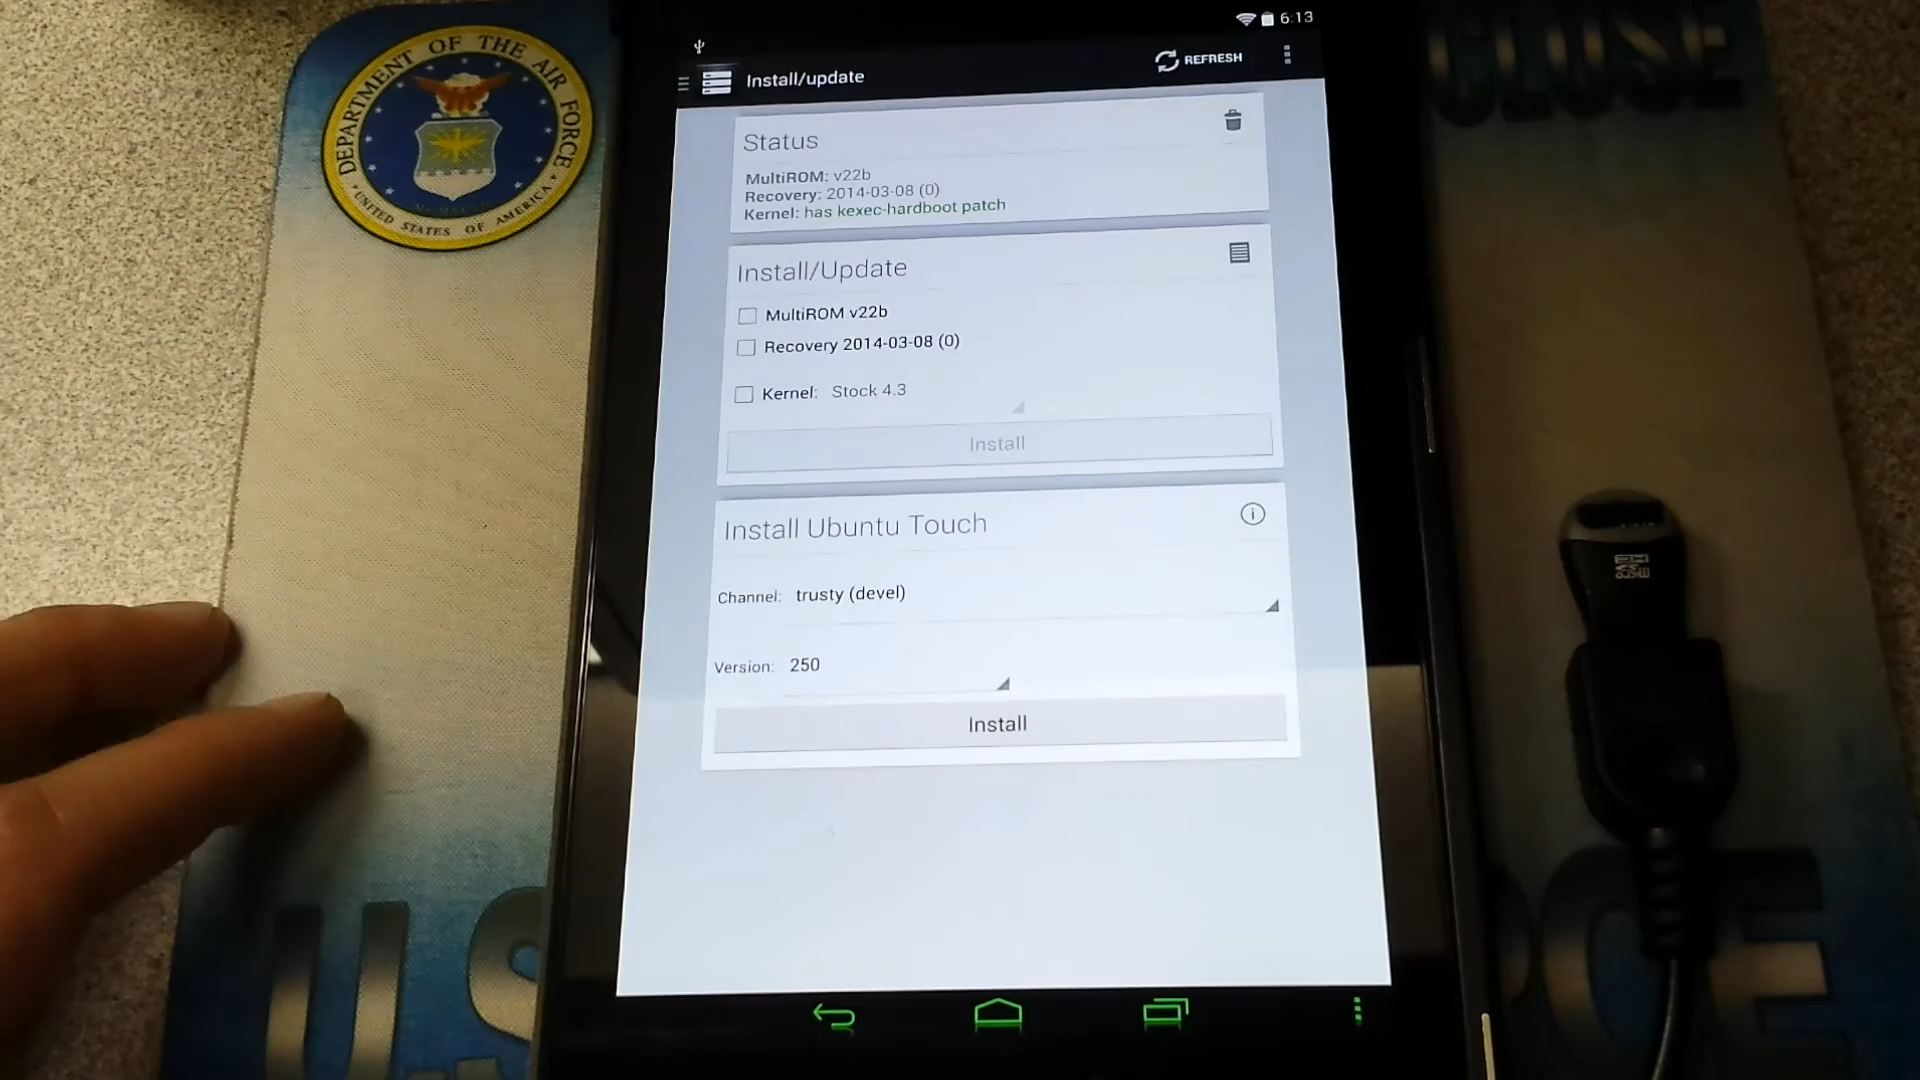 DEPARTMENT OF THE AIR FORCE
UNITED STATES OF AMERICA
6:13
Install/update
REFRESH
Status
MultiROM: v22b
Recovery: 2014-03-08 (0)
Kernel: has kexec-hardboot patch
Install/Update
MultiROM v22b
Recovery 2014-03-08 (0)
Kernel: Stock 4.3
Install
Install Ubuntu Touch
i
Channel: trusty (devel)
Version: 250
Install
U.S